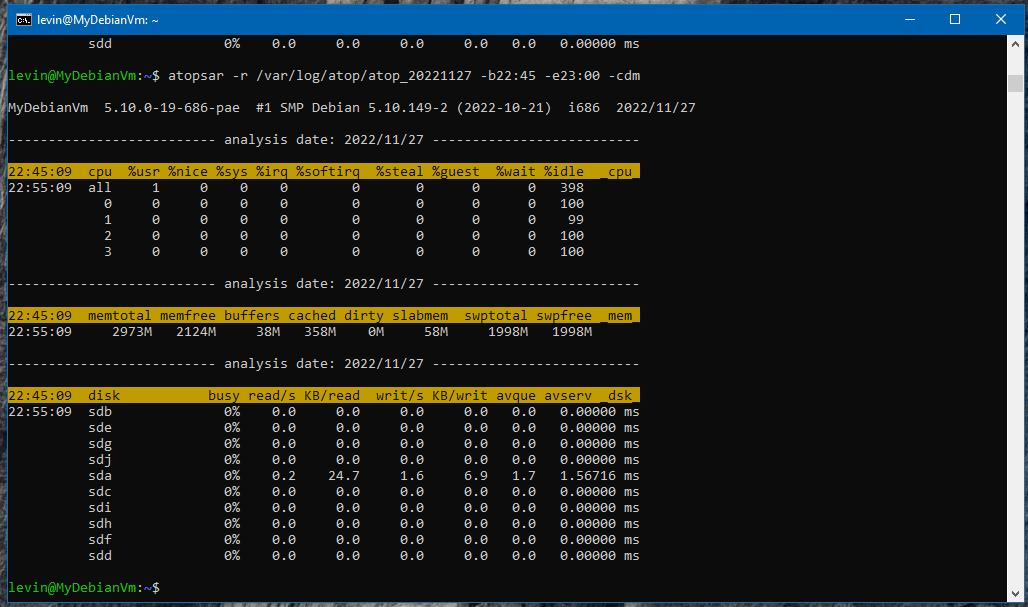 levin@MyDebianVm: ~
sdd 0% 0.0 0.0 0.0 0.0 0.0 0.00000 ms
levin@MyDebianVm:~$ atopsar -r /var/log/atop/atop_20221127 -b22:45 -e23:00 -cdm
MyDebianVm 5.10.0-19-686-pae #1 SMP Debian 5.10.149-2 (2022-10-21) i686 2022/11/27
-------------------------- analysis date: 2022/11/27 --------------------------
22:45:09 cpu %usr %nice %sys %irq %softirq %steal %guest %wait %idle _cpu_
22:55:09 all 1 0 0 0 0 0 0 0 398
0 0 0 0 0 0 0 0 0 100
1 0 0 0 0 0 0 0 0 99
2 0 0 0 0 0 0 0 0 100
3 0 0 0 0 0 0 0 0 100
-------------------------- analysis date: 2022/11/27 --------------------------
22:45:09 memtotal memfree buffers cached dirty slabmem swptotal swpfree _mem_
22:55:09 2973M 2124M 38M 358M 0M 58M 1998M 1998M
-------------------------- analysis date: 2022/11/27 --------------------------
22:45:09 disk busy read/s KB/read writ/s KB/writ avque avserv _dsk_
22:55:09 sdb 0% 0.0 0.0 0.0 0.0 0.0 0.00000 ms
sde 0% 0.0 0.0 0.0 0.0 0.0 0.00000 ms
sdg 0% 0.0 0.0 0.0 0.0 0.0 0.00000 ms
sdj 0% 0.0 0.0 0.0 0.0 0.0 0.00000 ms
sda 0% 0.2 24.7 1.6 6.9 1.7 1.56716 ms
sdc 0% 0.0 0.0 0.0 0.0 0.0 0.00000 ms
sdi 0% 0.0 0.0 0.0 0.0 0.0 0.00000 ms
sdh 0% 0.0 0.0 0.0 0.0 0.0 0.00000 ms
sdf 0% 0.0 0.0 0.0 0.0 0.0 0.00000 ms
sdd 0% 0.0 0.0 0.0 0.0 0.0 0.00000 ms
levin@MyDebianVm:~$